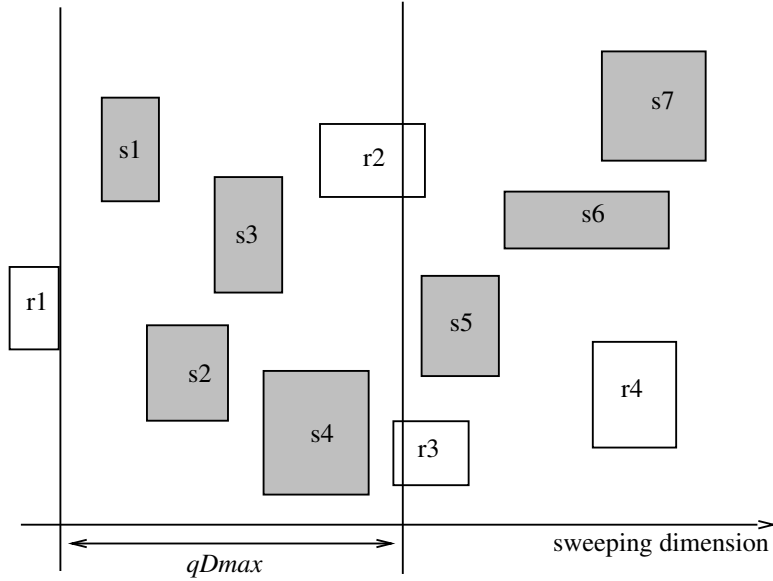 s7
s1
r2
s6
s3
r1
s5
s2
r4
s4
r3
sweeping dimension
qDmax